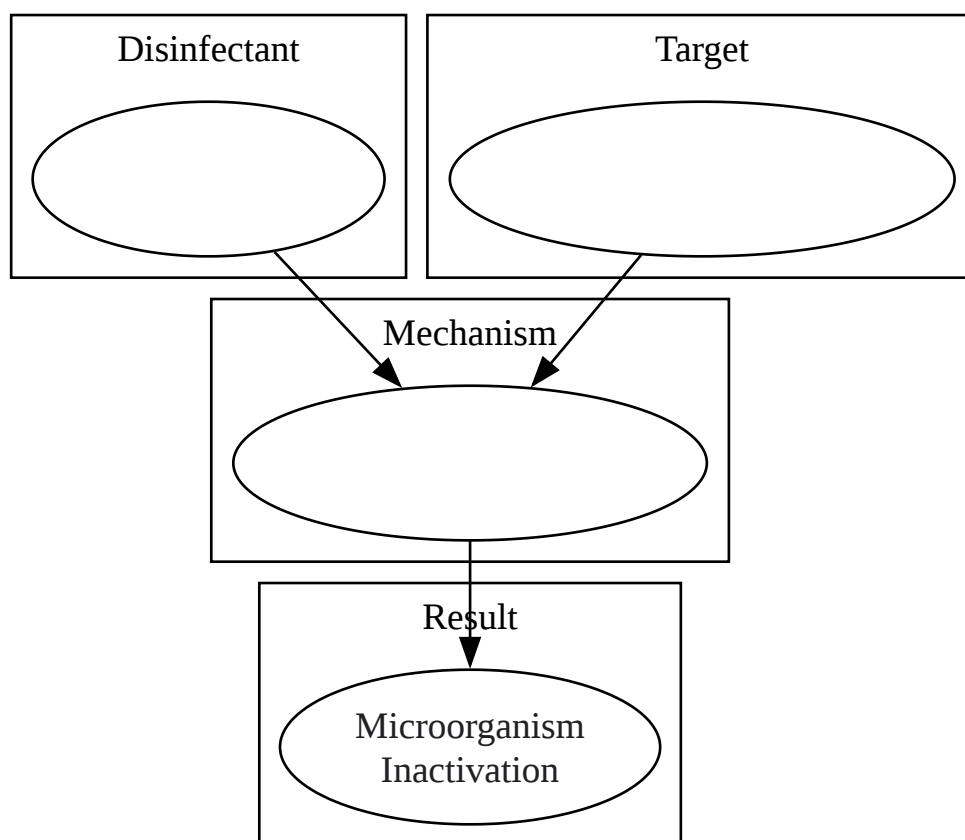 Disinfectant
Target
Mechanism
Result
Microorganism
Inactivation